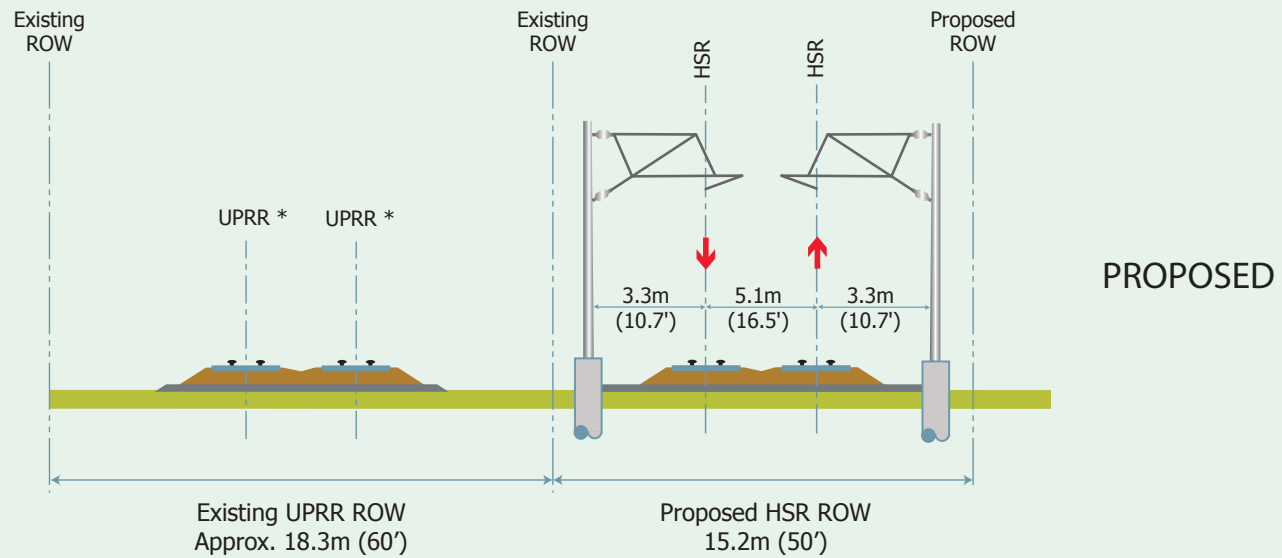 Existing
ROW
Existing
ROW
Proposed
ROW
HSR
HSR
UPRR *
UPRR *
3.3m
(10.7')
5.1m
(16.5')
3.3m
(10.7')
PROPOSED
Existing UPRR ROW
Approx. 18.3m (60’)
Proposed HSR ROW
15.2m (50’)